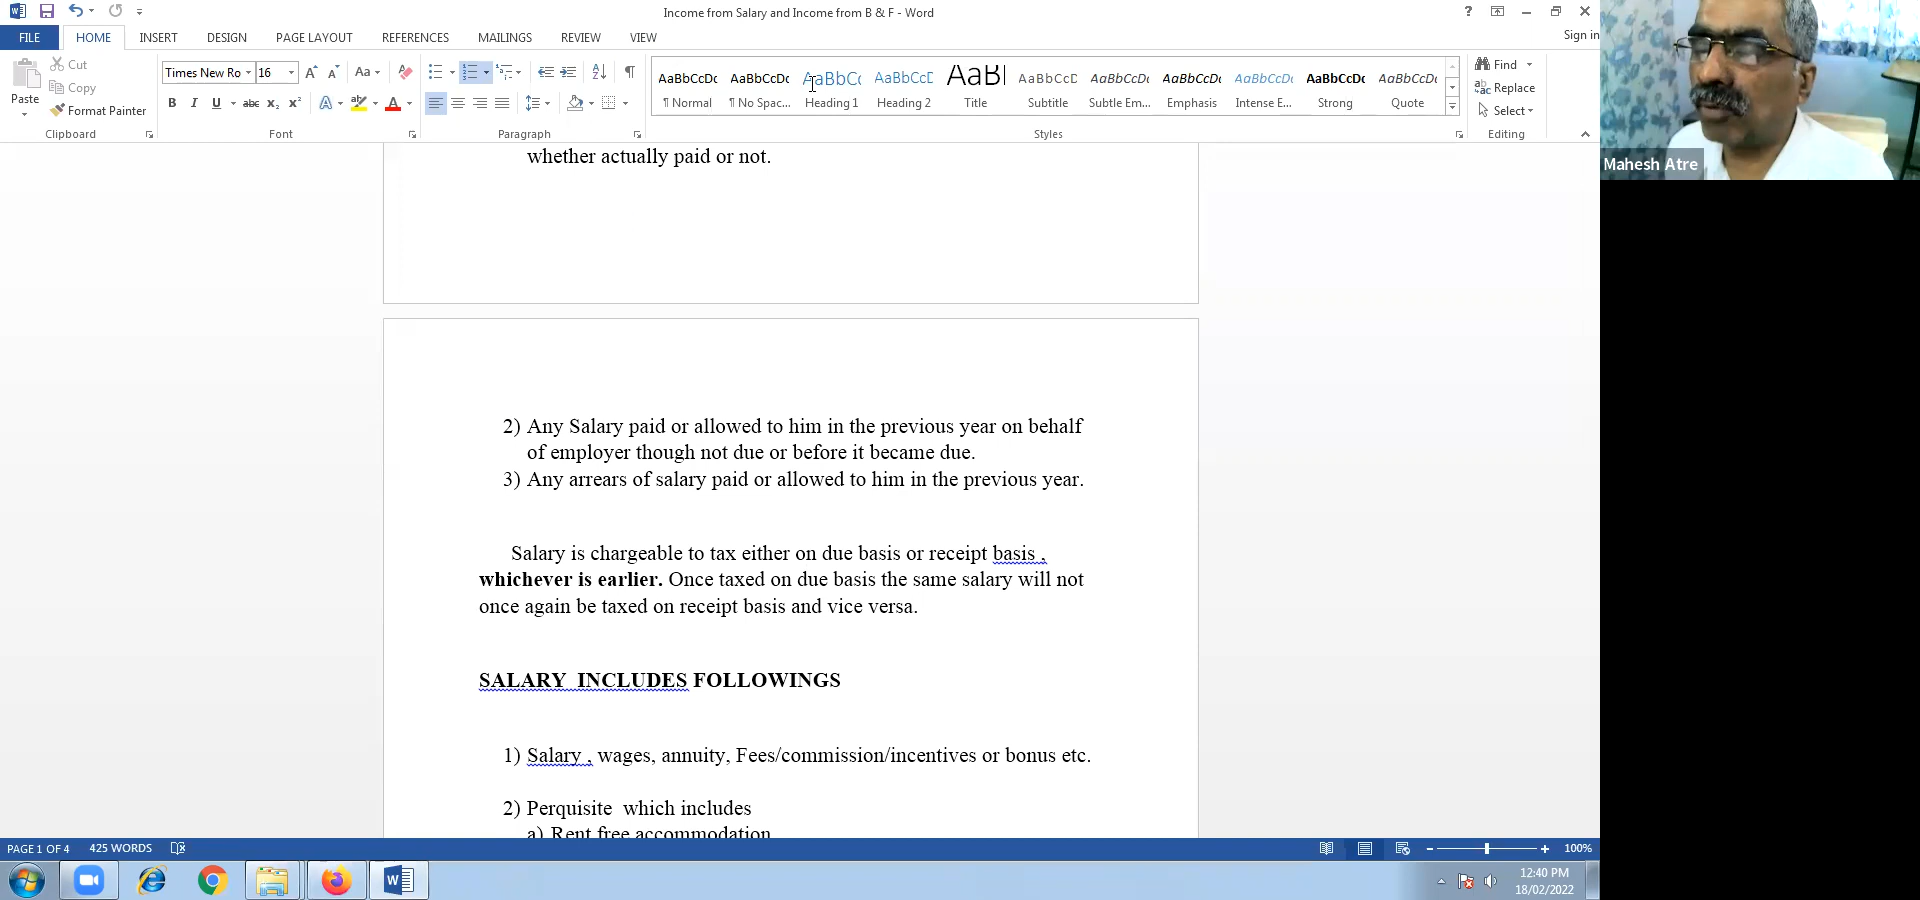 Income from Salary and Income from B & F - Word
FILE HOME INSERT DESIGN PAGE LAYOUT REFERENCES MAILINGS REVIEW VIEW Sign in
Paste Cut Copy Format Painter
Times New Ro 16
AaBbCcDc AaBbCcDc AaBbCc AaBbCcD AaB AaBbCcD AaBbCcDc AaBbCcDc AaBbCcDc AaBbCcDc AaBbCcDc
¶ Normal ¶ No Spac... Heading 1 Heading 2 Title Subtitle Subtle Em... Emphasis Intense E... Strong Quote
Find Replace Select
Clipboard Font Paragraph Styles Editing
Mahesh Atre
whether actually paid or not.
2) Any Salary paid or allowed to him in the previous year on behalf
of employer though not due or before it became due.
3) Any arrears of salary paid or allowed to him in the previous year.
Salary is chargeable to tax either on due basis or receipt basis ,
whichever is earlier. Once taxed on due basis the same salary will not
once again be taxed on receipt basis and vice versa.
SALARY INCLUDES FOLLOWINGS
1) Salary , wages, annuity, Fees/commission/incentives or bonus etc.
2) Perquisite which includes
a) Rent free accommodation
PAGE 1 OF 4 425 WORDS 100%
12:40 PM
18/02/2022